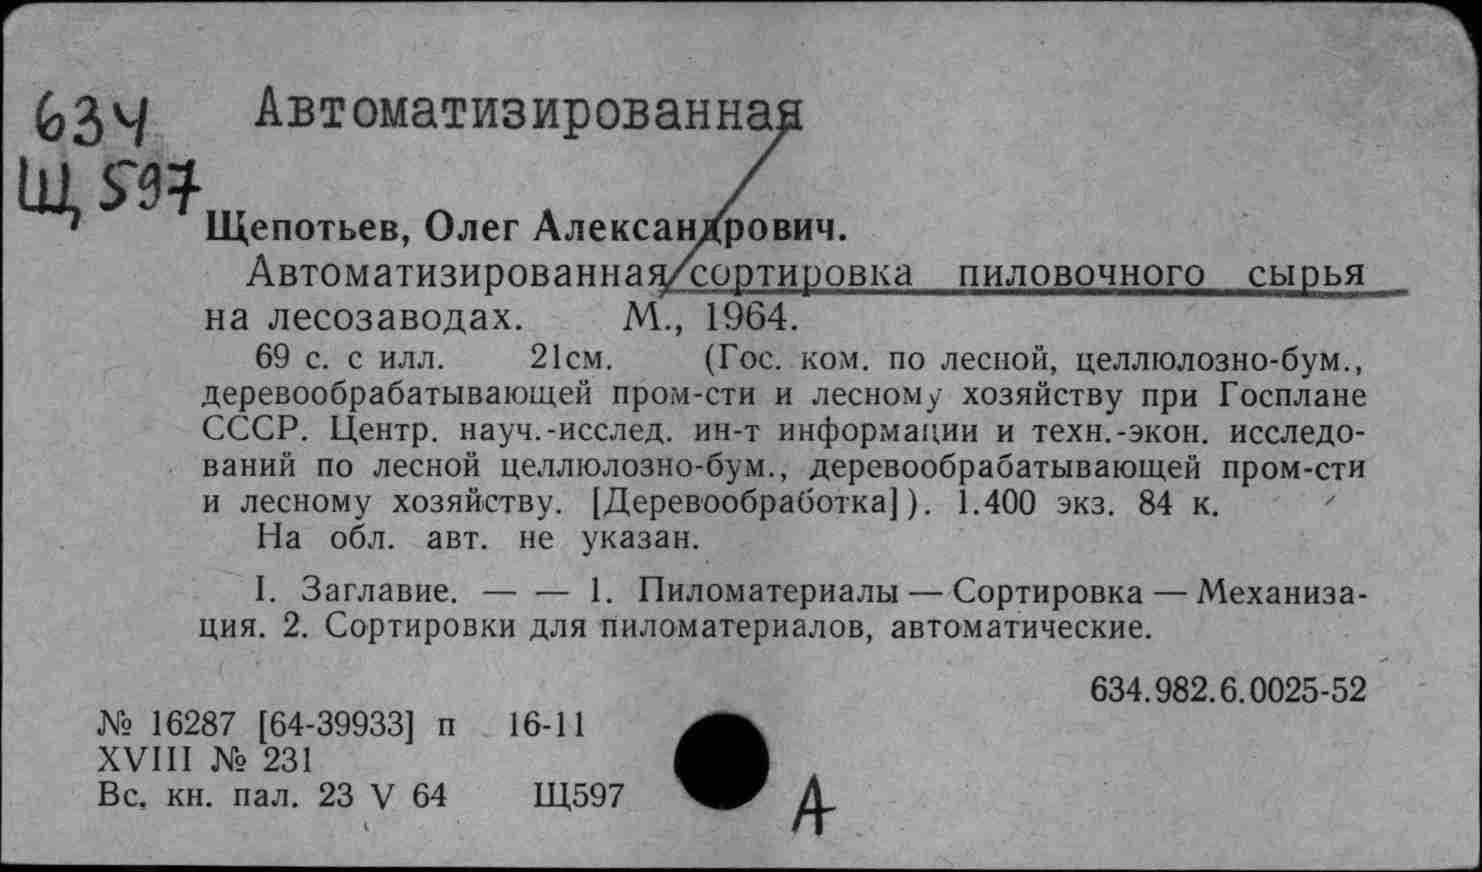 634 Автоматизированная
Щ597
Щепотьев, Олег Александрович.
Автоматизированная/сортировка пиловочного сырья
на лесозаводах. М., 1964.
69 с. с илл. 21см. (Гос. ком. по лесной, целлюлозно-бум.,
деревообрабатывающей пром-сти и лесному хозяйству при Госплане
СССР. Центр. науч.-исслед. ин-т информации и техн.-экон. исследо-
ваний по лесной целлюлозно-бум., деревообрабатывающей пром-сти
и лесному хозяйству. [Деревообработка]). 1.400 экз. 84 к.
На обл. авт. не указан.
I. Заглавие. — — 1. Пиломатериалы — Сортировка — Механиза-
ция. 2. Сортировки для пиломатериалов, автоматические.
634.982.6.0025-52
№ 16287 [64-39933] п 16-11
XVIII № 231
Вс. кн. пал. 23 V 64 Щ597
А